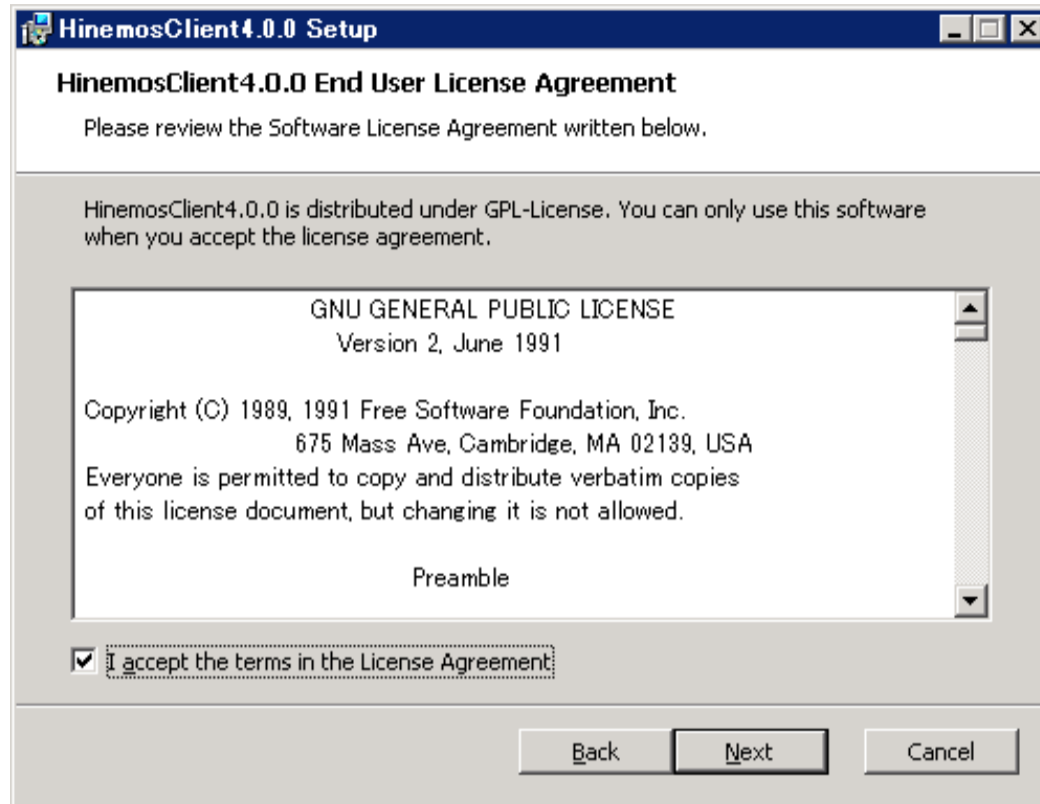 HinemosClient4.0.0 Setup
HinemosClient4.0.0 End User License Agreement
Please review the Software License Agreement written below.
HinemosClient4.0.0 is distributed under GPL-License. You can only use this software
when you accept the license agreement.
GNU GENERAL PUBLIC LICENSE
Version 2, June 1991
Copyright (C) 1989, 1991 Free Software Foundation, Inc.
675 Mass Ave, Cambridge, MA 02139, USA
Everyone is permitted to copy and distribute verbatim copies
of this license document, but changing it is not allowed.
Preamble
I accept the terms in the License Agreement
Back Next Cancel